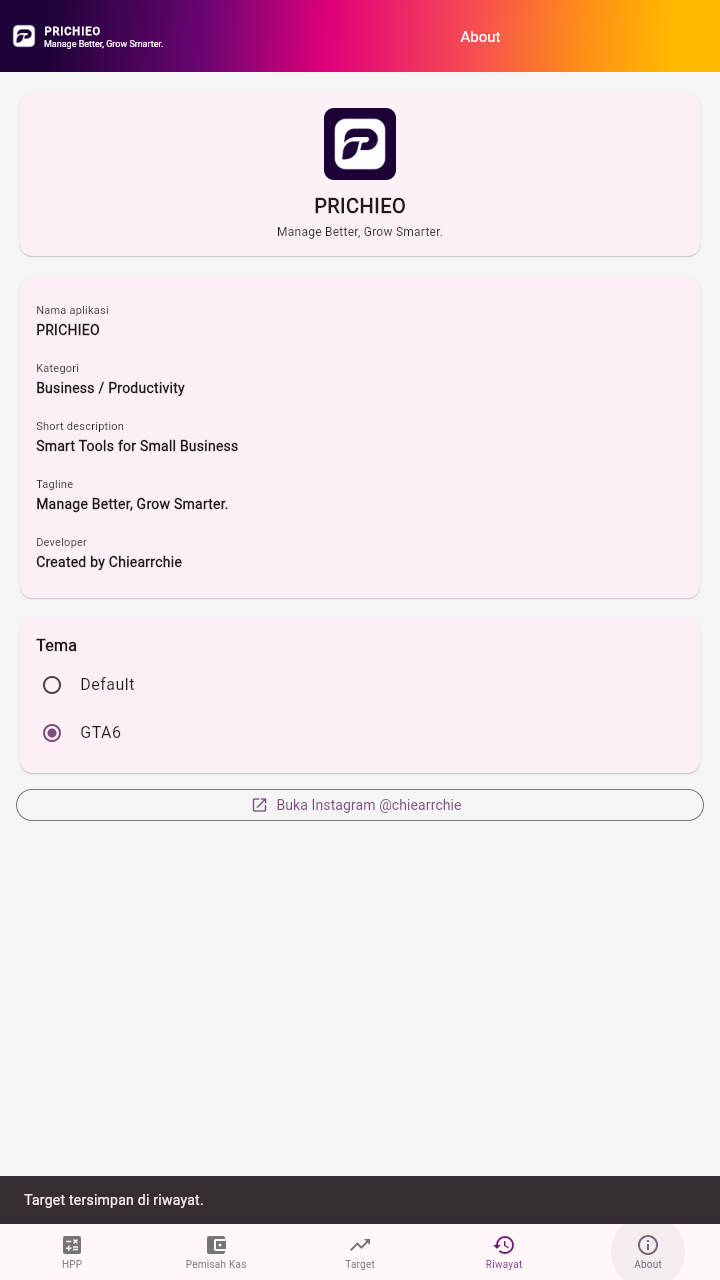 PRICHIEO
Manage Better, Grow Smarter.
About
PRICHIEO
Manage Better, Grow Smarter.
Nama aplikasi
PRICHIEO
Kategori
Business / Productivity
Short description
Smart Tools for Small Business
Tagline
Manage Better, Grow Smarter.
Developer
Created by Chiearrchie
Tema
Default
GTA6
Buka Instagram @chiearrchie
Target tersimpan di riwayat.
HPP
Pemisah Kas
Target
Riwayat
About